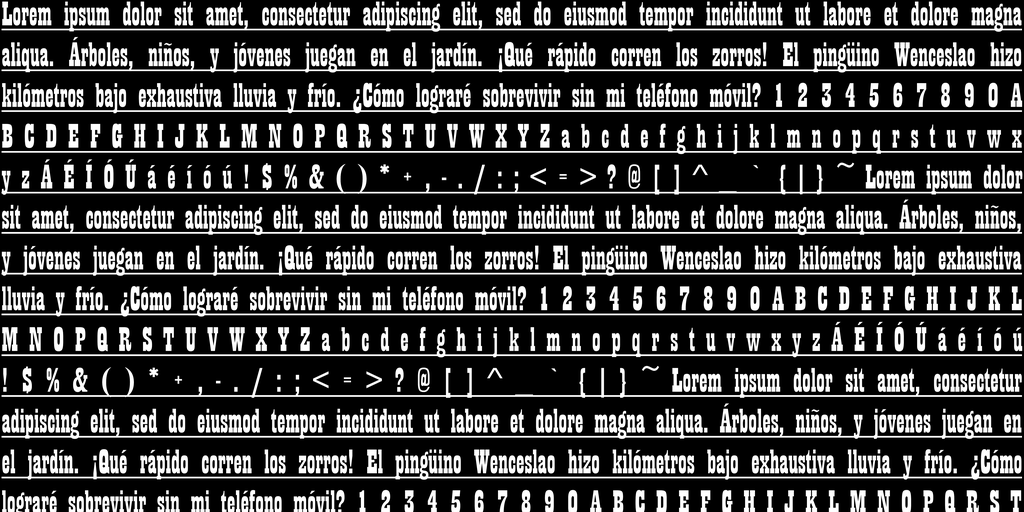 Lorem ipsum dolor sit amet, consectetur adipiscing elit, sed do eiusmod tempor incididunt ut labore et dolore magna
aliqua. Árboles, niños, y jóvenes juegan en el jardín. ¡Qué rápido corren los zorros! El pingüino Wenceslao hizo
kilómetros bajo exhaustiva lluvia y frío. ¿Cómo lograré sobrevivir sin mi teléfono móvil? 1 2 3 4 5 6 7 8 9 0 A
B C D E F G H I J K L M N O P Q R S T U V W X Y Z a b c d e f g h i j k l m n o p q r s t u v w x
y z Á É Í Ó Ú á é í ó ú ! $ % & ( ) * + , - . / : ; < = > ? @ [ ] ^ _ ` { | } ~ Lorem ipsum dolor
sit amet, consectetur adipiscing elit, sed do eiusmod tempor incididunt ut labore et dolore magna aliqua. Árboles, niños,
y jóvenes juegan en el jardín. ¡Qué rápido corren los zorros! El pingüino Wenceslao hizo kilómetros bajo exhaustiva
lluvia y frío. ¿Cómo lograré sobrevivir sin mi teléfono móvil? 1 2 3 4 5 6 7 8 9 0 A B C D E F G H I J K L
M N O P Q R S T U V W X Y Z a b c d e f g h i j k l m n o p q r s t u v w x y z Á É Í Ó Ú á é í ó ú
! $ % & ( ) * + , - . / : ; < = > ? @ [ ] ^ _ ` { | } ~ Lorem ipsum dolor sit amet, consectetur
adipiscing elit, sed do eiusmod tempor incididunt ut labore et dolore magna aliqua. Árboles, niños, y jóvenes juegan en
el jardín. ¡Qué rápido corren los zorros! El pingüino Wenceslao hizo kilómetros bajo exhaustiva lluvia y frío. ¿Cómo
lograré sobrevivir sin mi teléfono móvil? 1 2 3 4 5 6 7 8 9 0 A B C D E F G H I J K L M N O P Q R S T